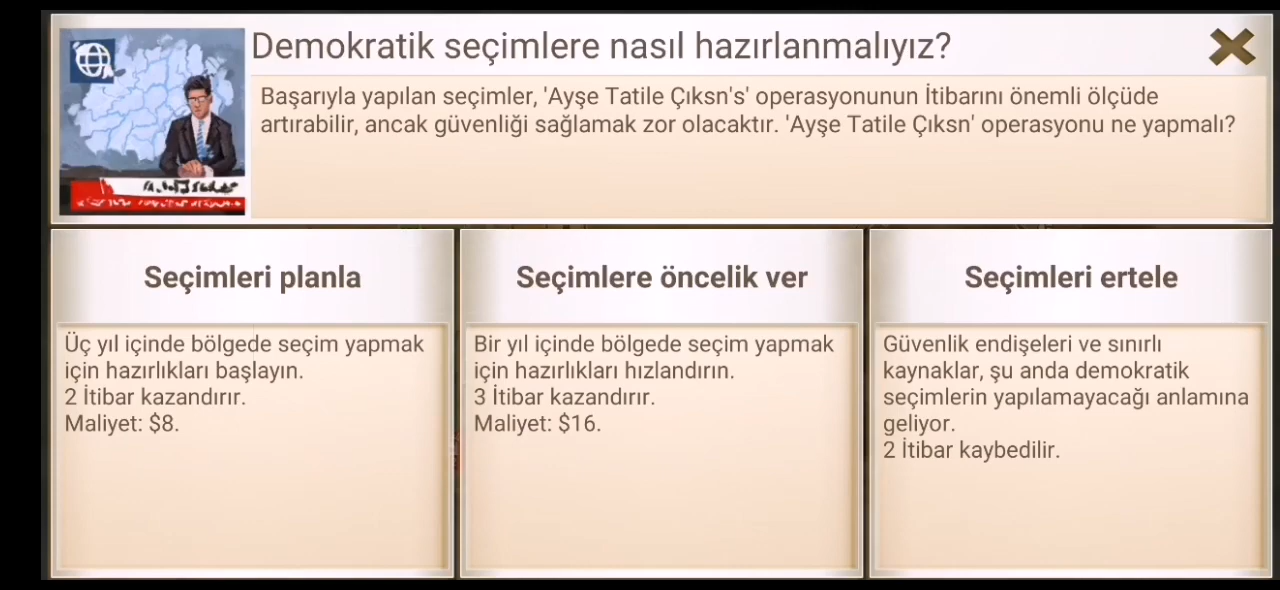 Demokratik seçimlere nasıl hazırlanmalıyız?
Başarıyla yapılan seçimler, 'Ayşe Tatile Çıksn's' operasyonunun İtibarını önemli ölçüde
artırabilir, ancak güvenliği sağlamak zor olacaktır. 'Ayşe Tatile Çıksn' operasyonu ne yapmalı?
Seçimleri planla
Üç yıl içinde bölgede seçim yapmak
için hazırlıkları başlayın.
2 İtibar kazandırır.
Maliyet: $8.
Seçimlere öncelik ver
Bir yıl içinde bölgede seçim yapmak
için hazırlıkları hızlandırın.
3 İtibar kazandırır.
Maliyet: $16.
Seçimleri ertele
Güvenlik endişeleri ve sınırlı
kaynaklar, şu anda demokratik
seçimlerin yapılamayacağı anlamına
geliyor.
2 İtibar kaybedilir.